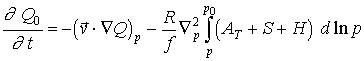 ∂Q₀/∂t = −(v⃗ · ∇Q)ₚ − R/f ∇ₚ² ∫ₚ^p₀ (A_T + S + H) d ln p